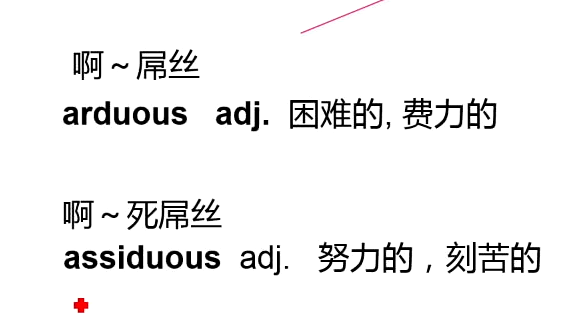 啊~屌丝
arduous adj. 困难的, 费力的
啊~死屌丝
assiduous adj. 努力的，刻苦的